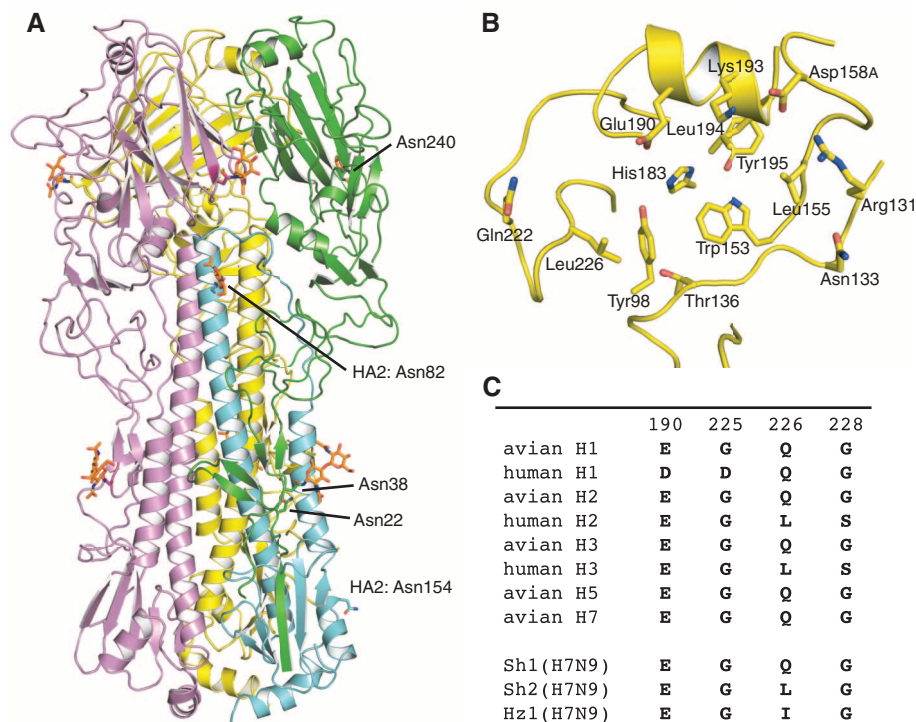 A
Asn240
HA2: Asn82
Asn38
Asn22
HA2: Asn154
B
Lys193
Asp158A
Glu190
Leu194
His183
Tyr195
Leu155
Arg131
Gln222
Trp153
Leu226
Asn133
Tyr98
Thr136
C
190 225 226 228
avian H1 E G Q G
human H1 D D Q G
avian H2 E G Q G
human H2 E G L S
avian H3 E G Q G
human H3 E G L S
avian H5 E G Q G
avian H7 E G Q G
Sh1(H7N9) E G Q G
Sh2(H7N9) E G L G
Hz1(H7N9) E G I G